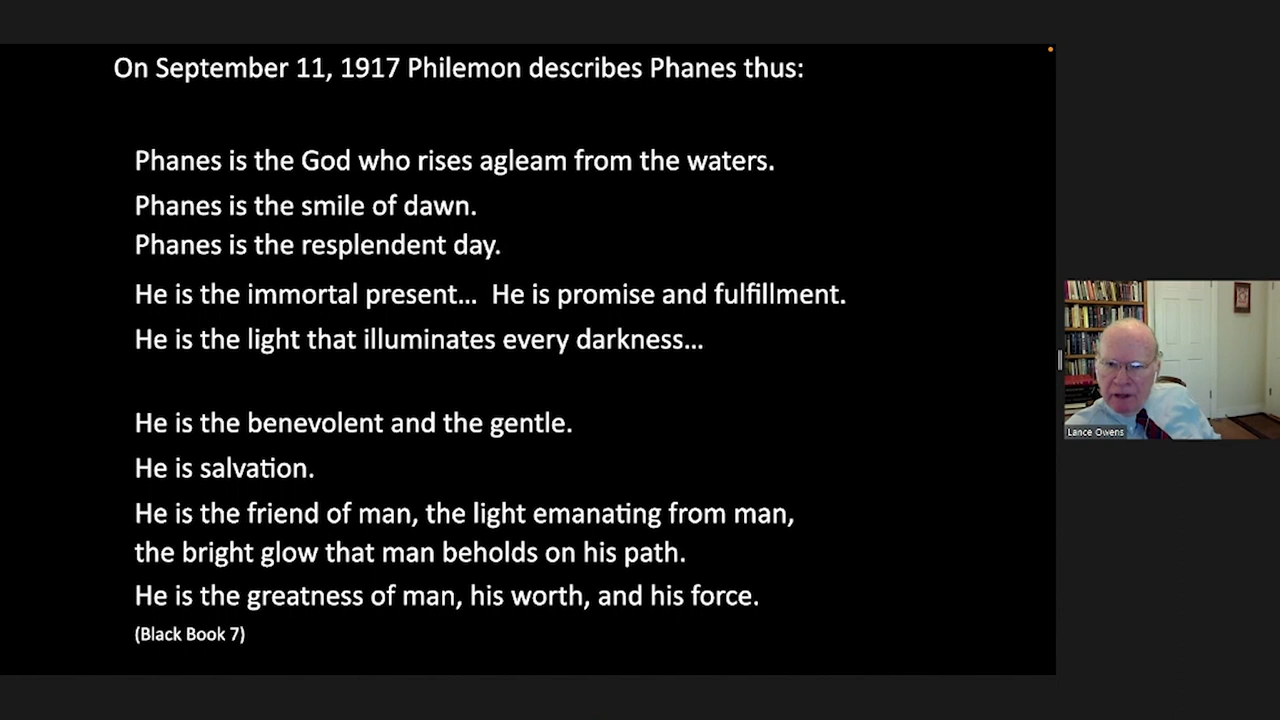 On September 11, 1917 Philemon describes Phanes thus:
Phanes is the God who rises agleam from the waters.
Phanes is the smile of dawn.
Phanes is the resplendent day.
He is the immortal present... He is promise and fulfillment.
He is the light that illuminates every darkness...
He is the benevolent and the gentle.
He is salvation.
He is the friend of man, the light emanating from man,
the bright glow that man beholds on his path.
He is the greatness of man, his worth, and his force.
(Black Book 7)
Lance Owens